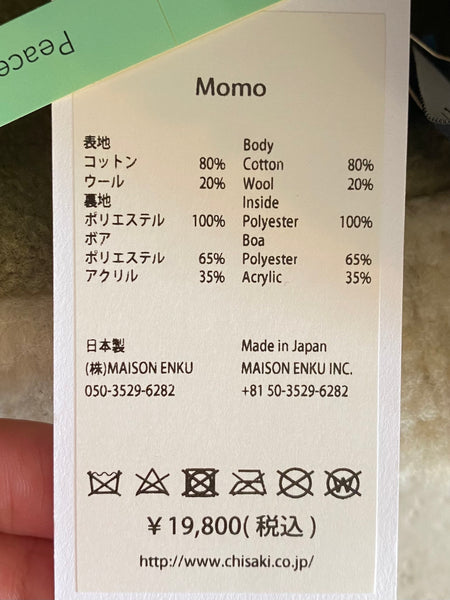 Peace
Momo
表地 Body
コットン 80% Cotton 80%
ウール 20% Wool 20%
裏地 Inside
ポリエステル 100% Polyester 100%
ボア Boa
ポリエステル 65% Polyester 65%
アクリル 35% Acrylic 35%
日本製 Made in Japan
(株)MAISON ENKU MAISON ENKU INC.
050-3529-6282 +81 50-3529-6282
W
¥19,800(税込)
http://www.chisaki.co.jp/